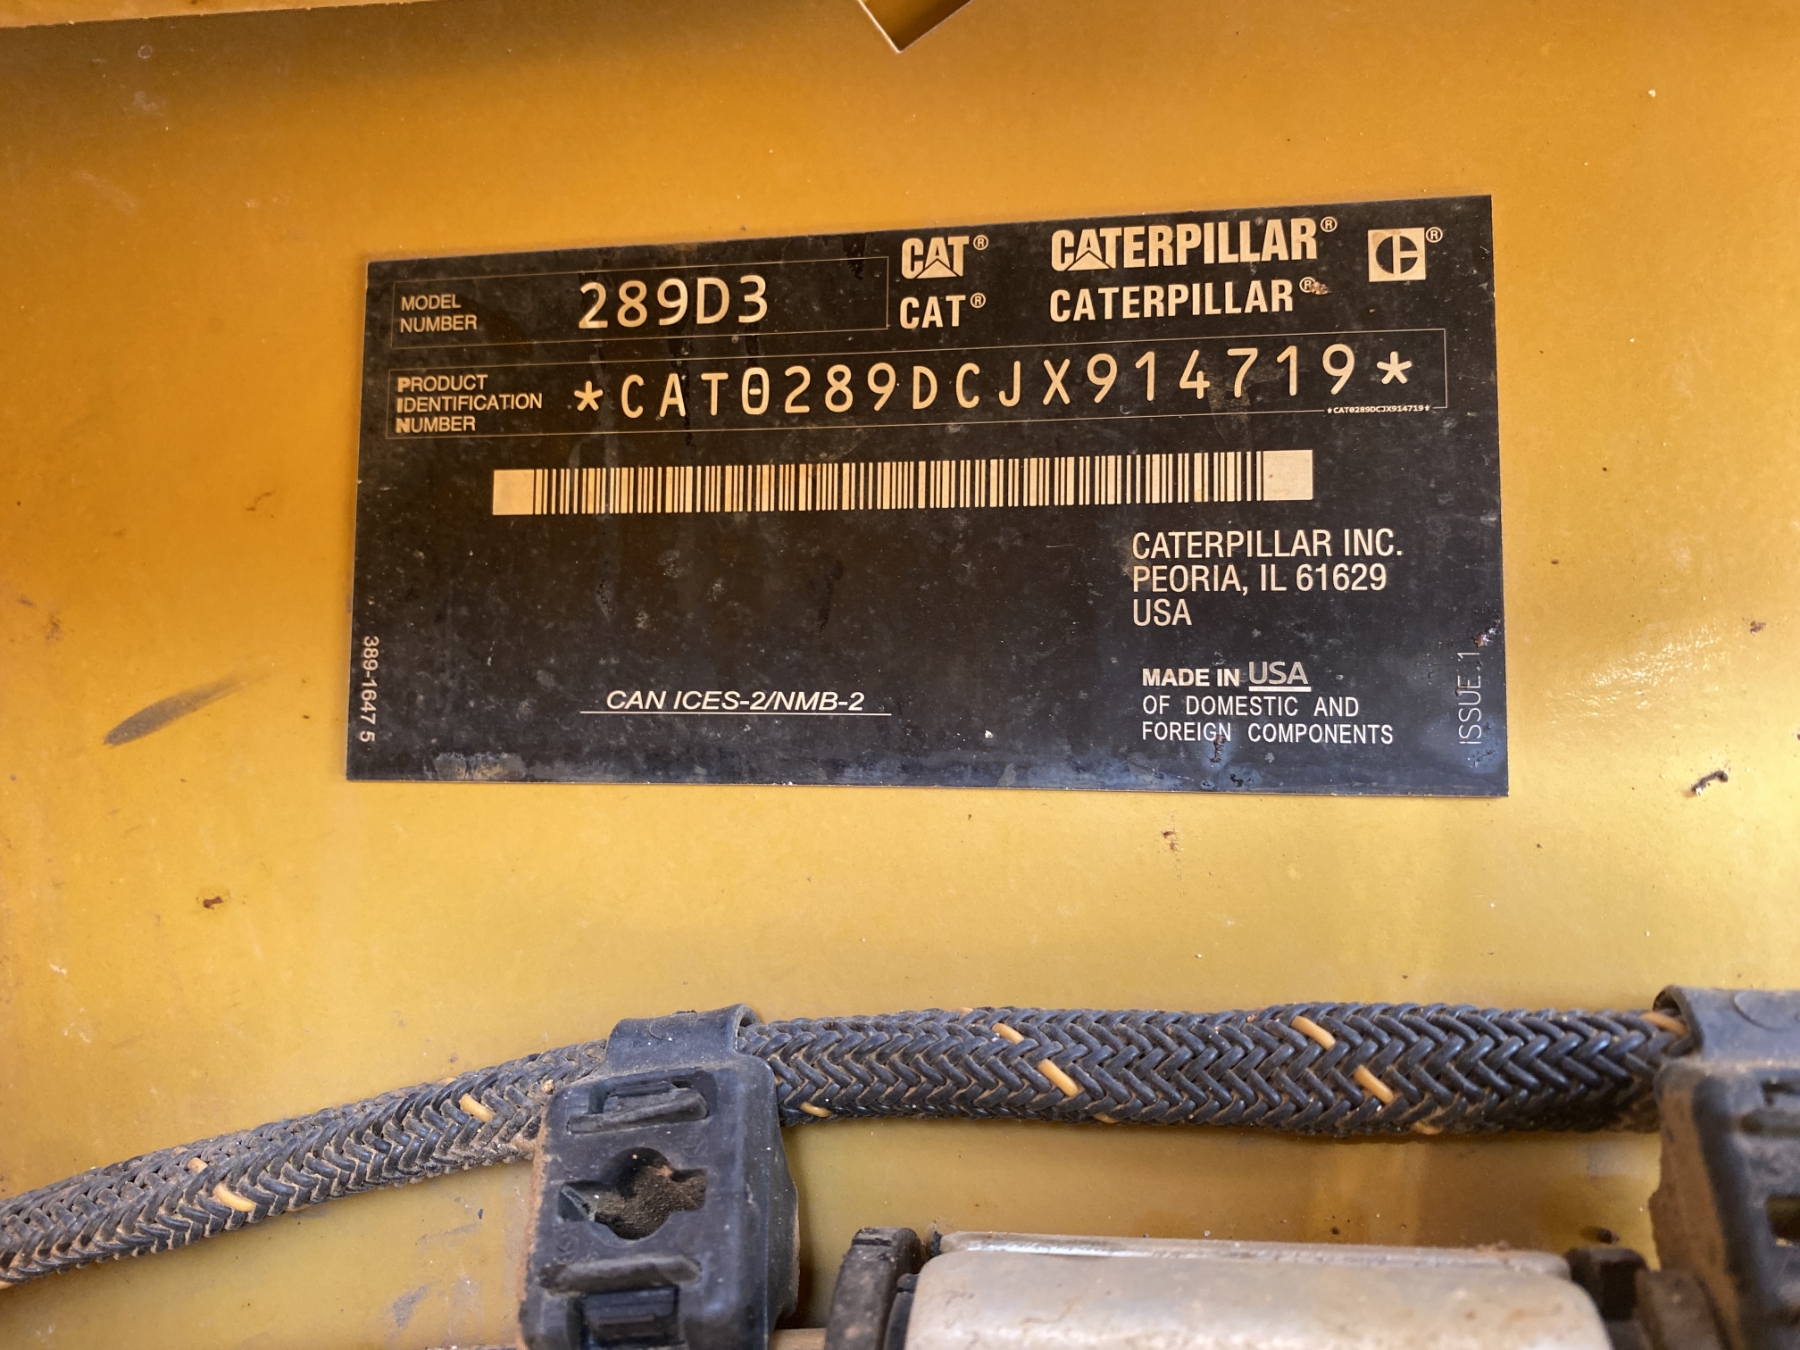 MODEL NUMBER 289D3
CAT® CATERPILLAR® C®
CAT® CATERPILLAR®
PRODUCT IDENTIFICATION NUMBER *CAT0289DCJX914719*
*CAT0289DCJX914719*
CATERPILLAR INC.
PEORIA, IL 61629
USA
CAN ICES-2/NMB-2
MADE IN USA
OF DOMESTIC AND
FOREIGN COMPONENTS
389-1647 5
ISSUE.1